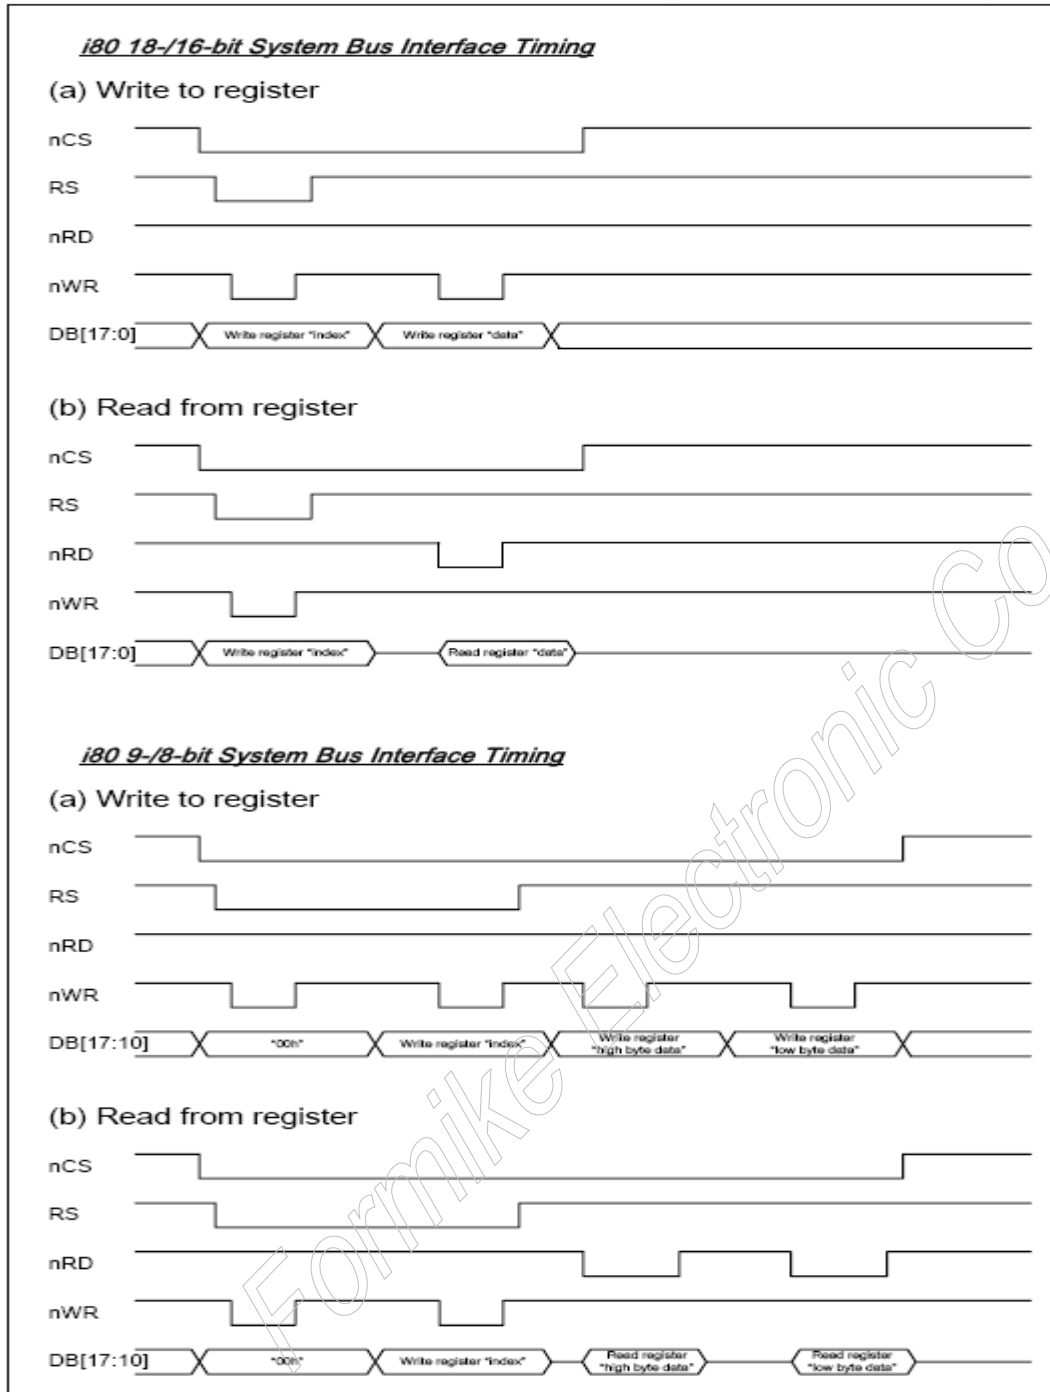 i80 18-/16-bit System Bus Interface Timing
(a) Write to register
nCS
RS
nRD
nWR
DB[17:0] Write register "index" Write register "data"
(b) Read from register
nCS
RS
nRD
nWR
DB[17:0] Write register "index" Read register "data"
i80 9-/8-bit System Bus Interface Timing
(a) Write to register
nCS
RS
nRD
nWR
DB[17:10] "00h" Write register "index" Write register "high byte data" Write register "low byte data"
(b) Read from register
nCS
RS
nRD
nWR
DB[17:10] "00h" Write register "index" Read register "high byte data" Read register "low byte data"
Formike Electronic Co